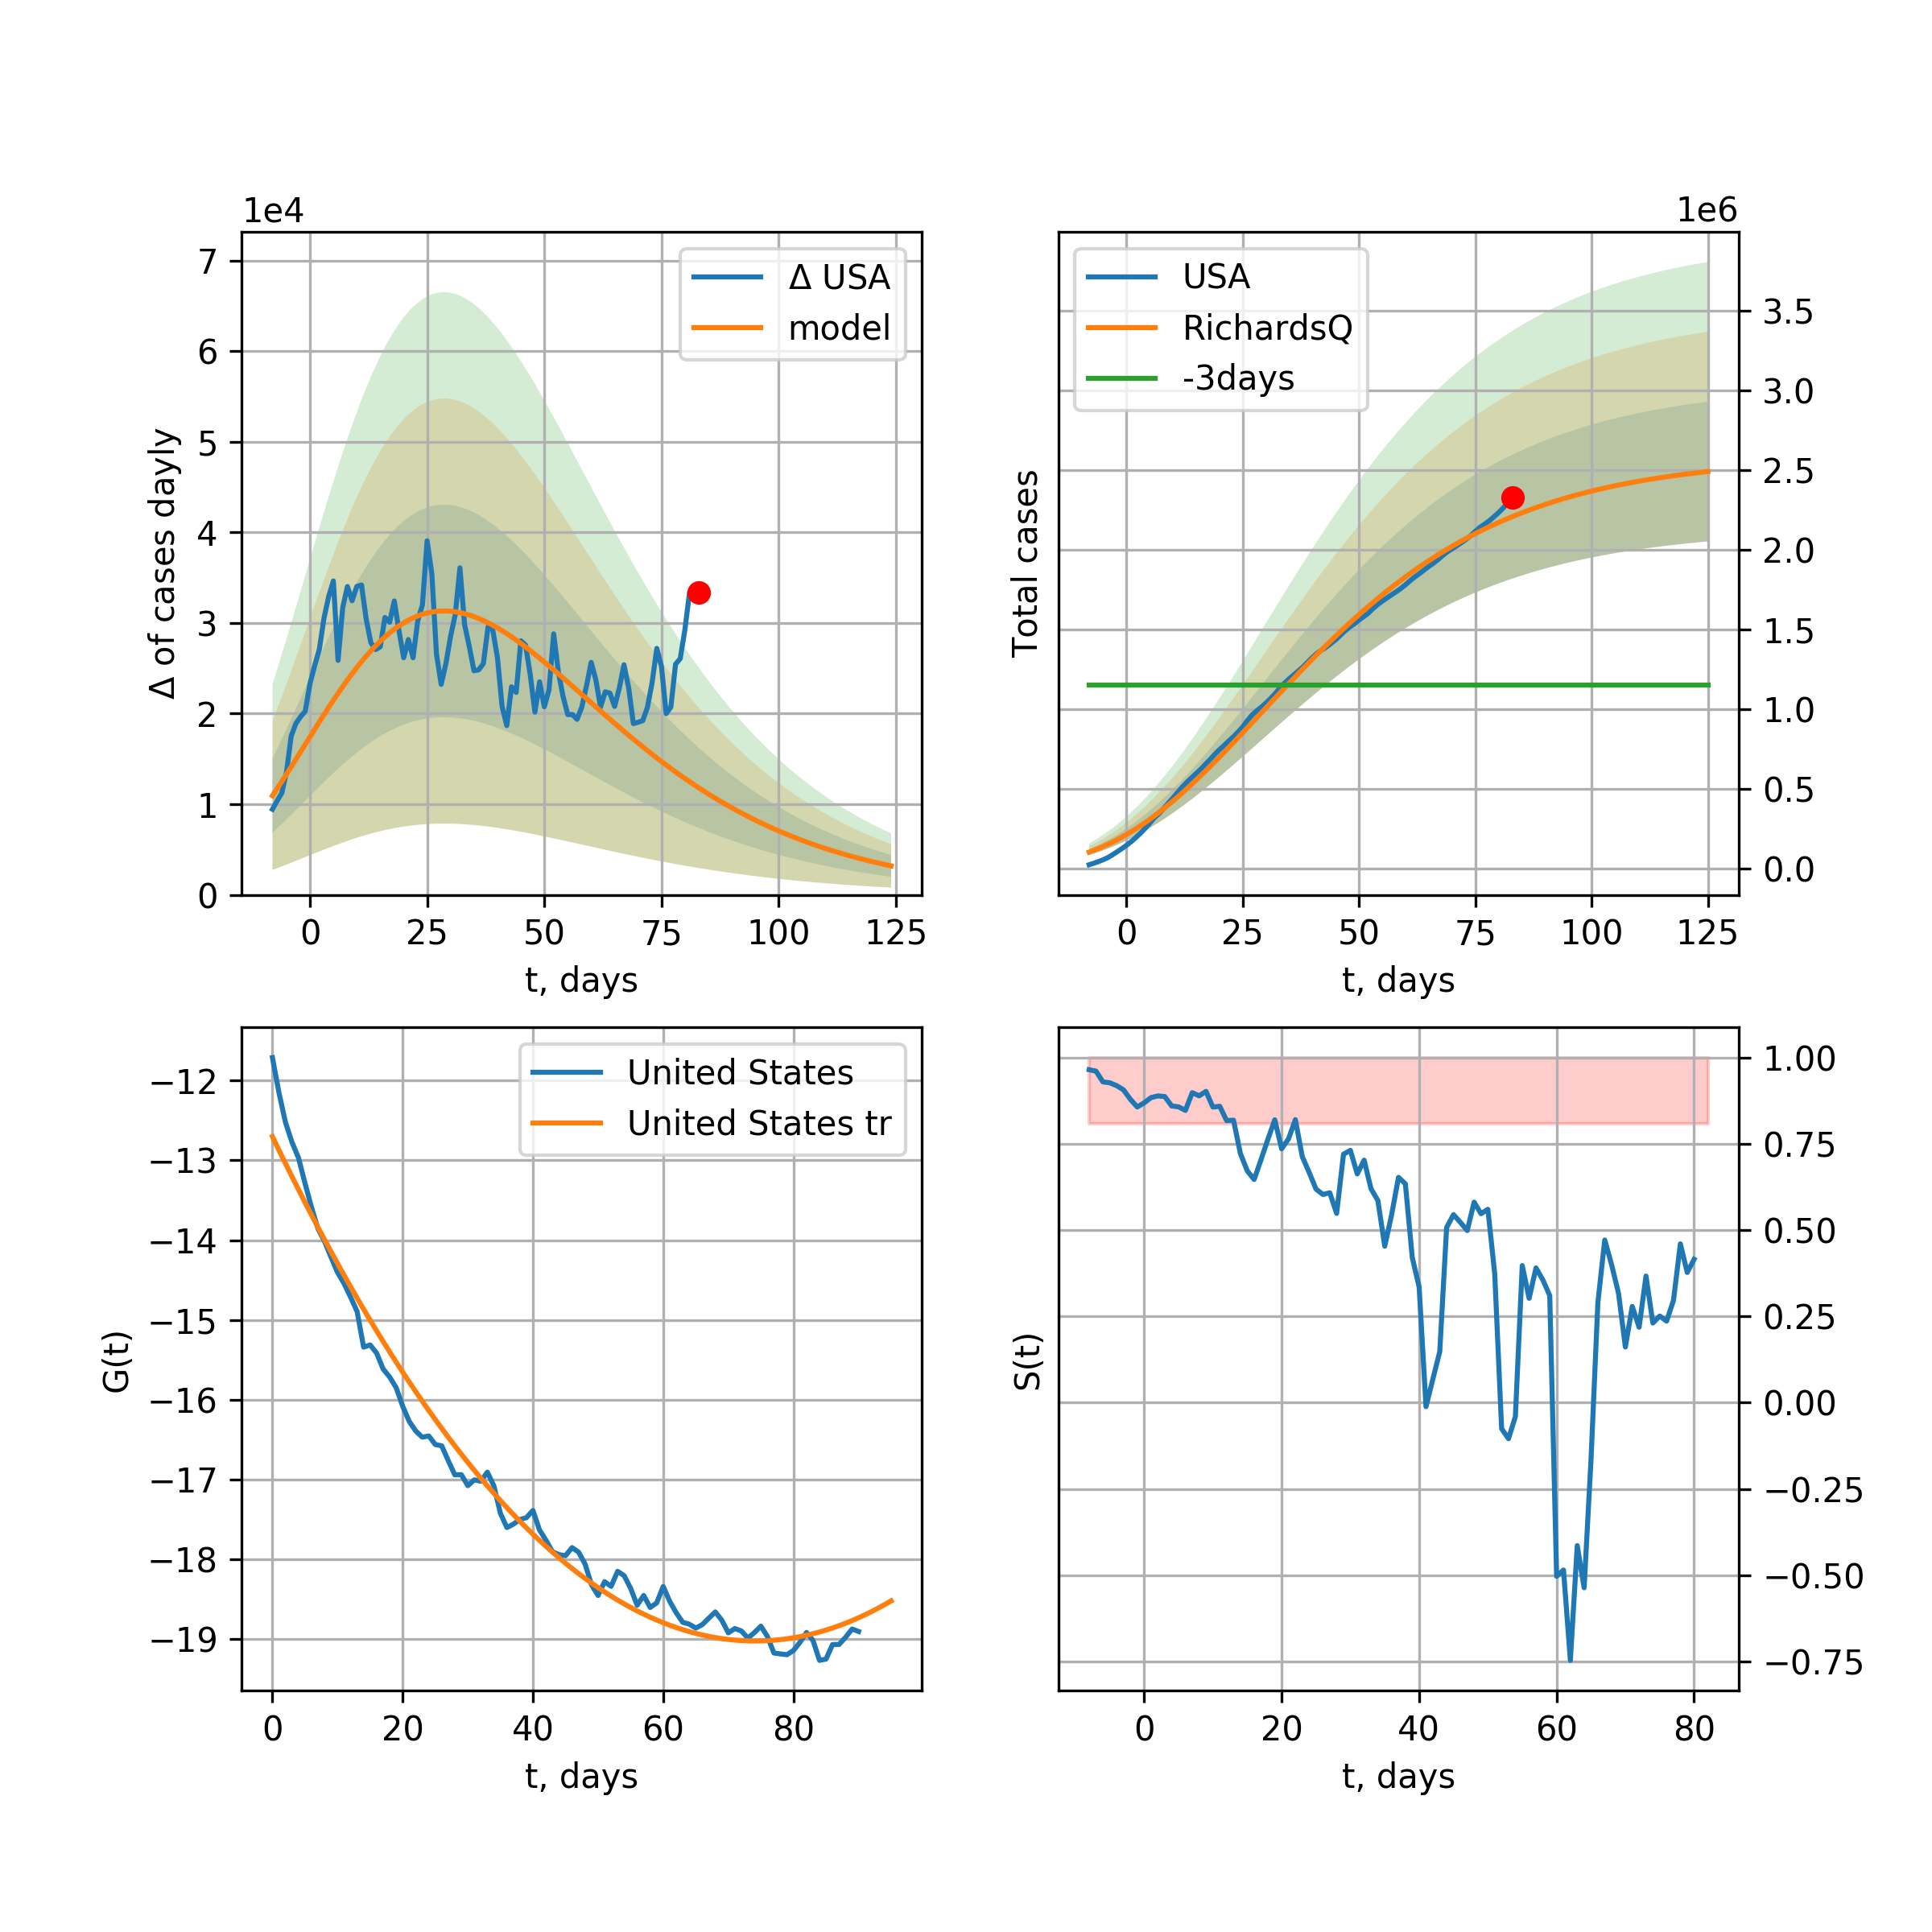 1e4
7
6
5
4
3
2
1
0
Δ of cases dayly
Δ USA
model
0 25 50 75 100 125
t, days
1e6
USA
RichardsQ
-3days
Total cases
3.5
3.0
2.5
2.0
1.5
1.0
0.5
0.0
0 25 50 75 100 125
t, days
United States
United States tr
G(t)
−12
−13
−14
−15
−16
−17
−18
−19
0 20 40 60 80
t, days
S(t)
1.00
0.75
0.50
0.25
0.00
−0.25
−0.50
−0.75
0 20 40 60 80
t, days